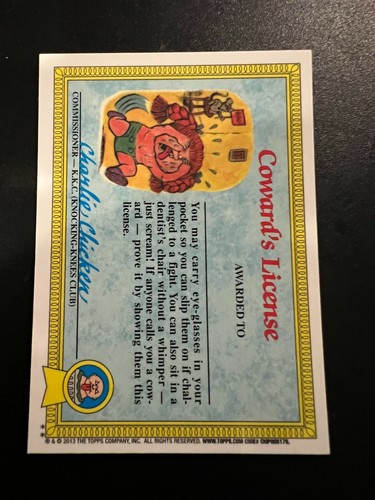 Coward's License
AWARDED TO
You may carry eye-glasses in your
pocket so you can slip them on if chal-
lenged to a fight. You can also sit in a
dentist's chair without a whimper —
just scream! If anyone calls you a cow-
ard — prove it by showing them this
license.
Charlie Chicken
COMMISSIONER — K.K.C. (KNOCKING-KNEES CLUB)
** ® & © 2013 THE TOPPS COMPANY, INC. ALL RIGHTS RESERVED. WWW.TOPPS.COM CODE#